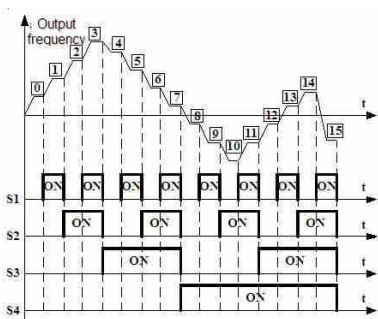 Output
frequency
0
1
2
3
4
5
6
7
8
9
10
11
12
13
14
15
t
S1
ON ON ON ON ON ON ON ON
t
S2
ON ON ON ON
t
S3
ON ON
t
S4
ON
t